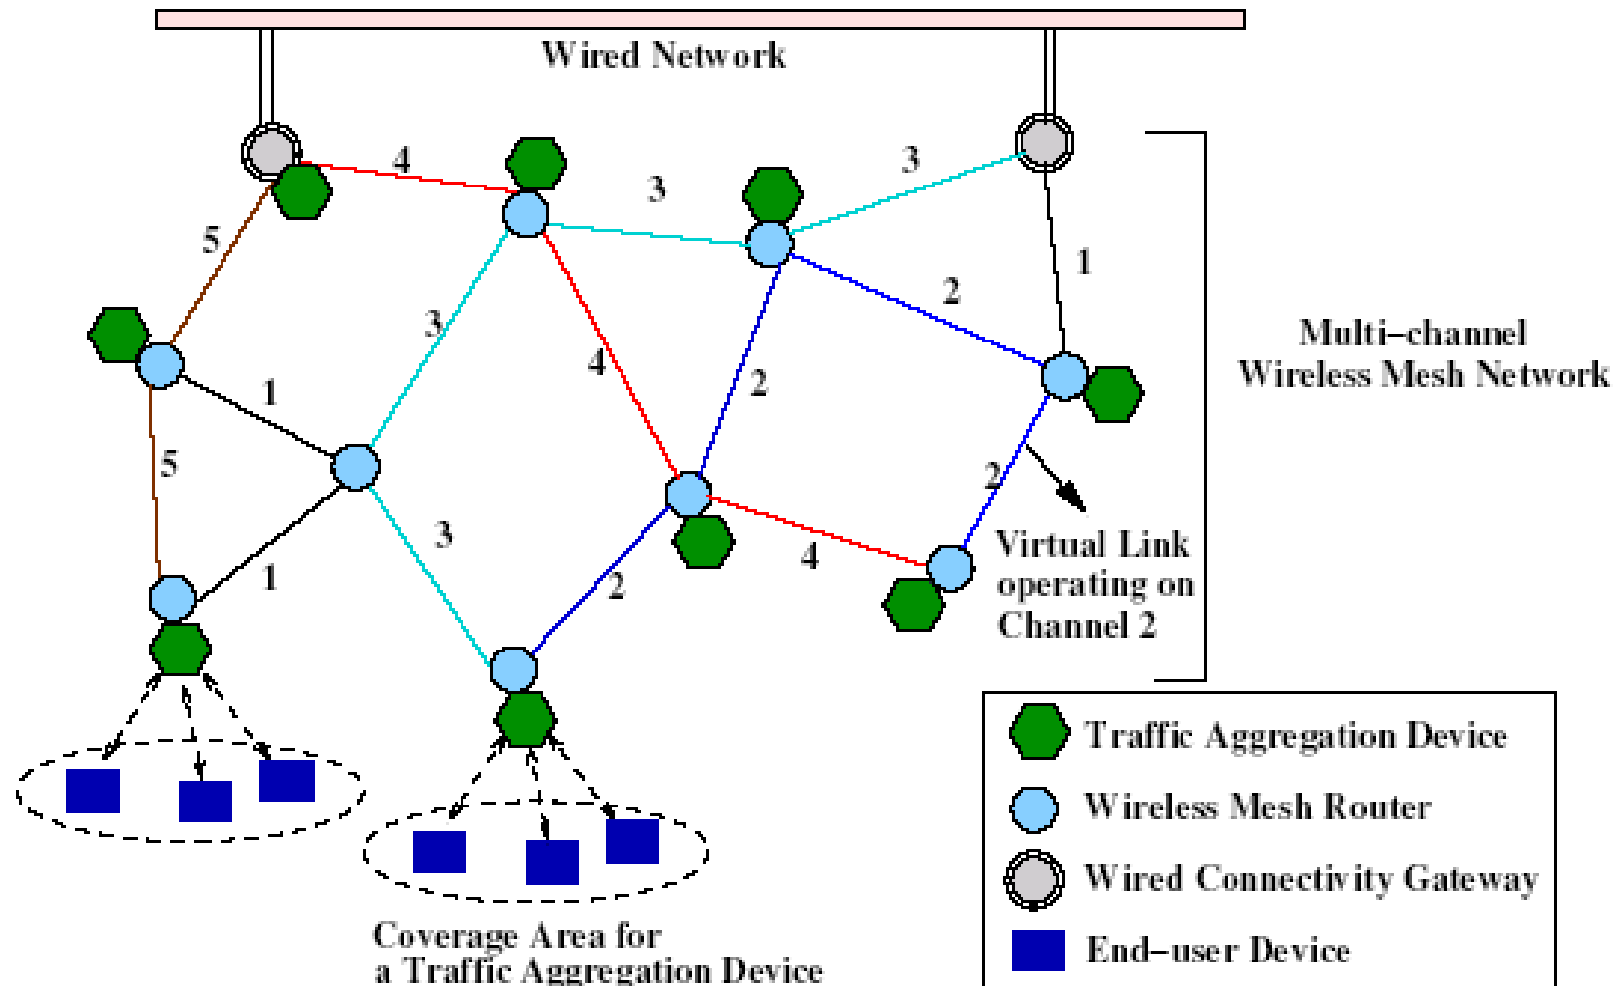 Wired Network
4
3
3
5
1
2
3
4
2
1
Multi−channel
Wireless Mesh Network
5
2
3
1
2
4
Virtual Link
operating on
Channel 2
Traffic Aggregation Device
Wireless Mesh Router
Wired Connectivity Gateway
End−user Device
Coverage Area for
a Traffic Aggregation Device